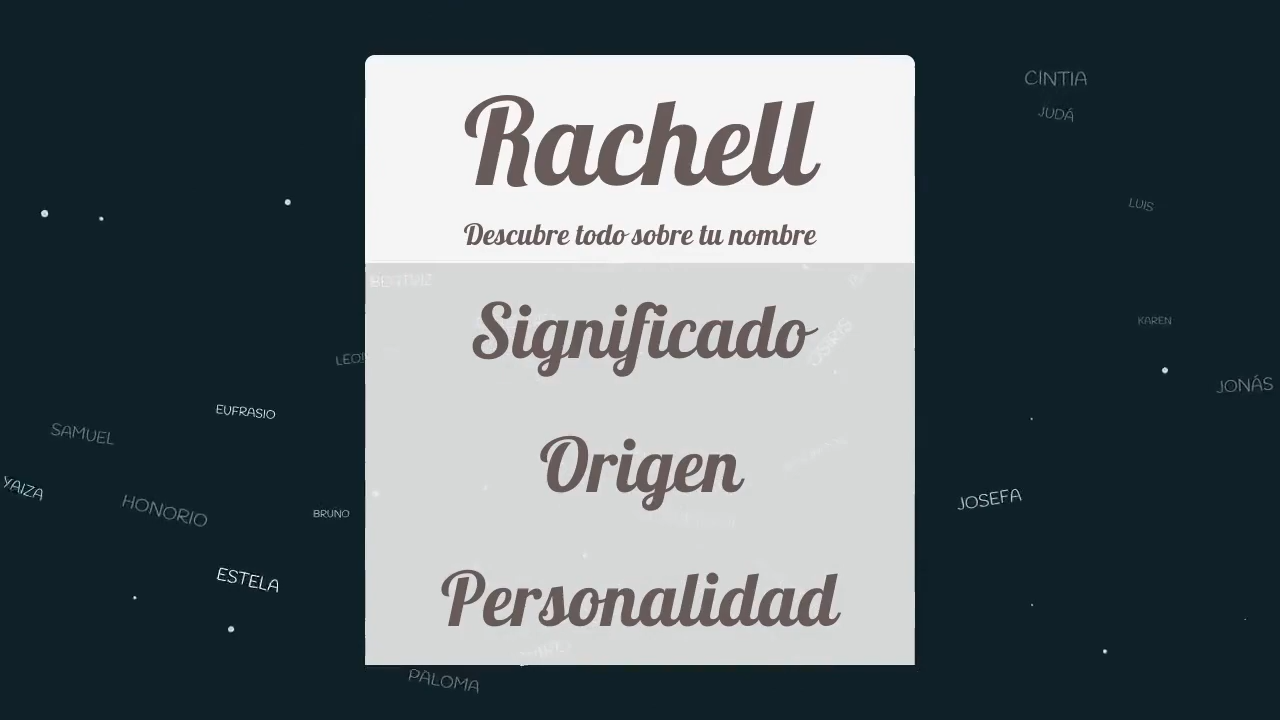 Rachell
Descubre todo sobre tu nombre
Significado
Origen
Personalidad
CINTIA
JUDÁ
LUIS
KAREN
JONÁS
JOSEFA
BEATRIZ
EUFRASIO
SAMUEL
YAIZA
HONORIO
BRUNO
ESTELA
PALOMA